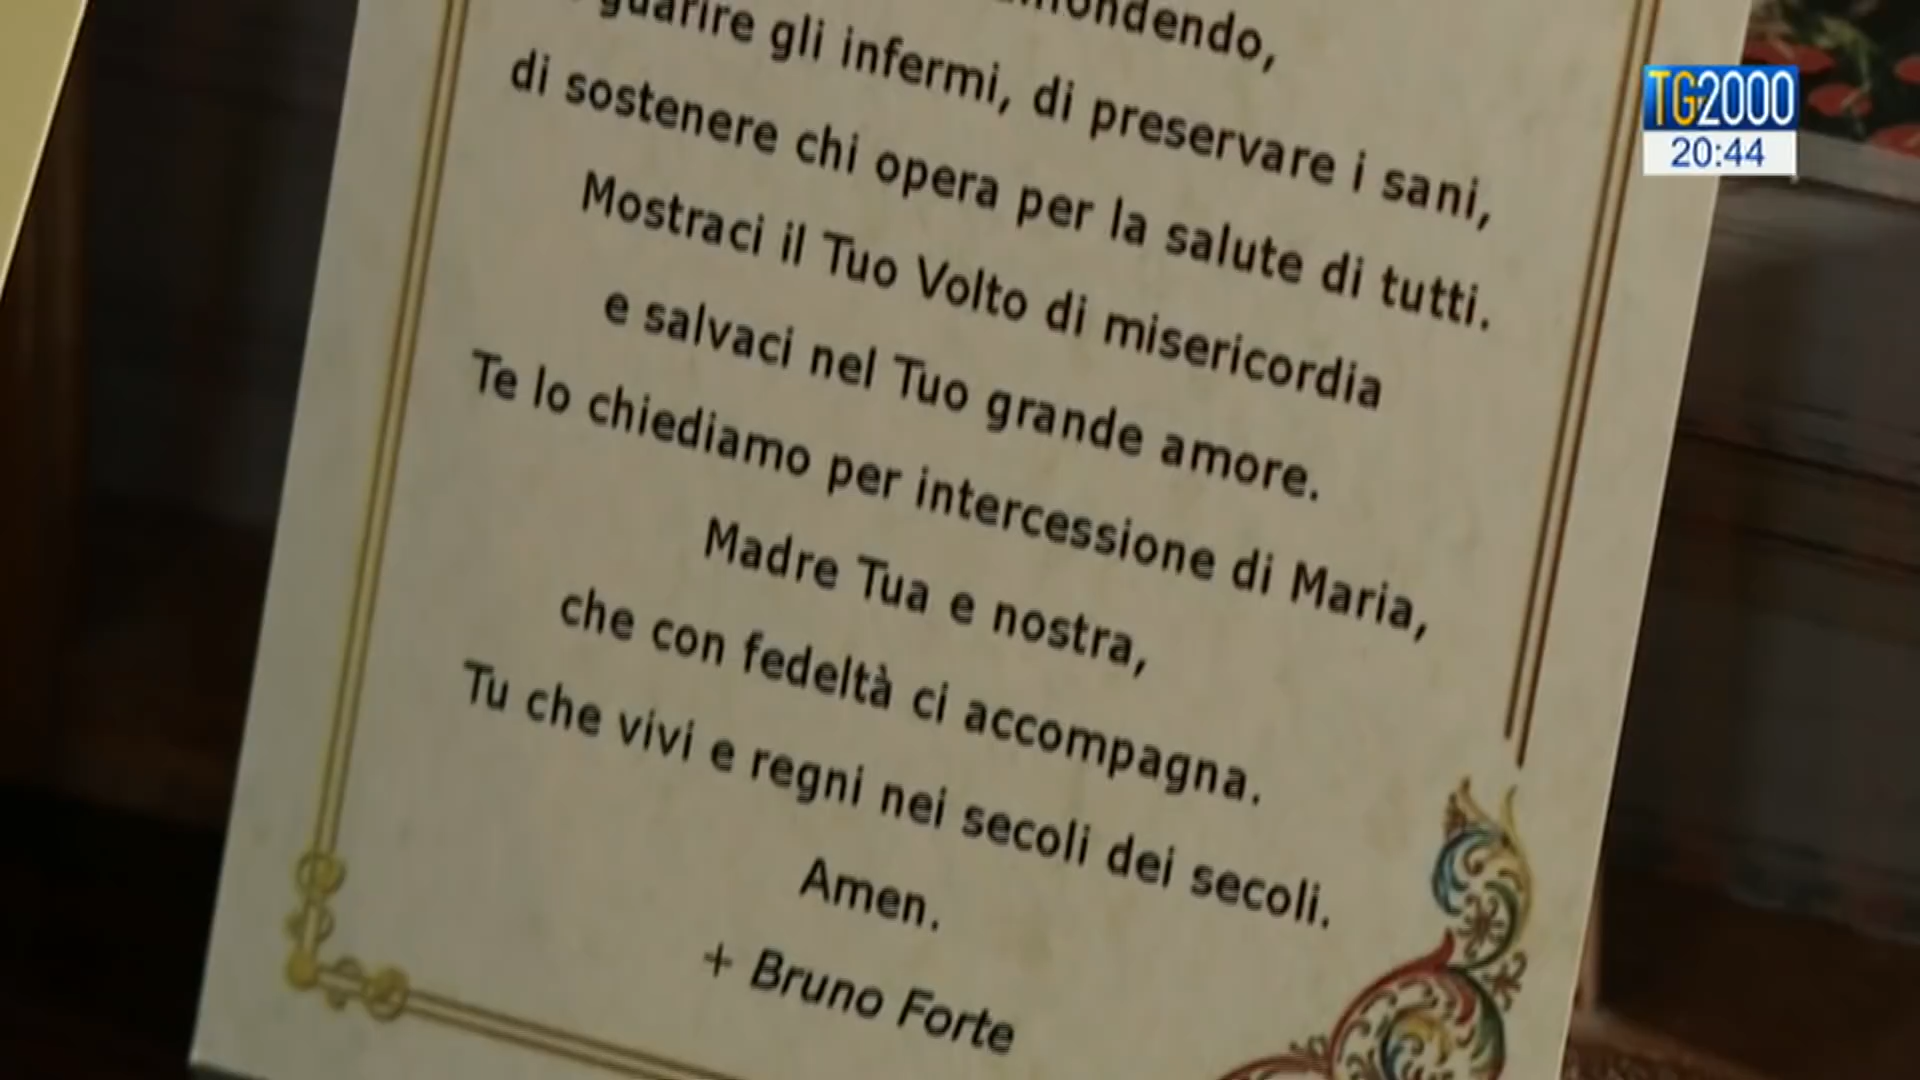 guarire gli infermi, di preservare i sani,
di sostenere chi opera per la salute di tutti.
Mostraci il Tuo Volto di misericordia
e salvaci nel Tuo grande amore.
Te lo chiediamo per intercessione di Maria,
Madre Tua e nostra,
che con fedeltà ci accompagna.
Tu che vivi e regni nei secoli dei secoli.
Amen.
+ Bruno Forte
TG2000
20:44